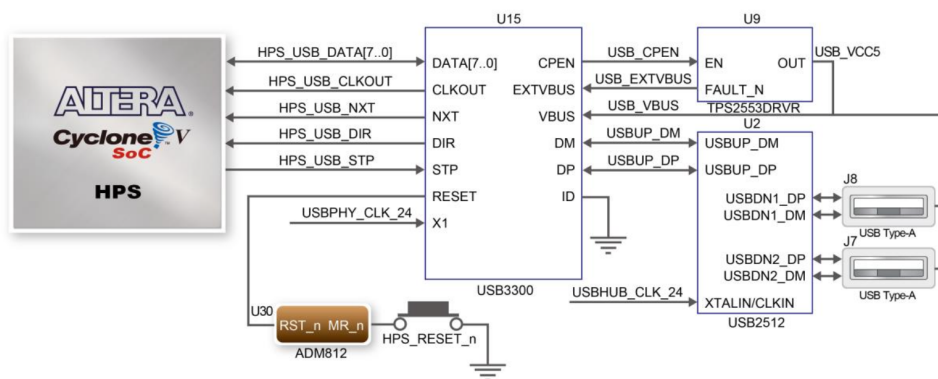 U15
U9
HPS_USB_DATA[7..0]
DATA[7..0]
CPEN
USB_CPEN
EN
OUT
USB_VCC5
HPS_USB_CLKOUT
CLKOUT
EXTVBUS
USB_EXTVBUS
FAULT_N
TPS2553DRVR
HPS_USB_NXT
NXT
VBUS
USB_VBUS
U2
ALTERA®
Cyclone V
SoC
HPS
HPS_USB_DIR
DIR
DM
USBUP_DM
USBUP_DM
HPS_USB_STP
STP
DP
USBUP_DP
USBUP_DP
RESET
ID
USBPHY_CLK_24
X1
J8
USBDN1_DP
USBDN1_DM
USB Type-A
J7
USBDN2_DP
USBDN2_DM
USB Type-A
USB3300
USBHUB_CLK_24
XTALIN/CLKIN
USB2512
U30
RST_n MR_n
ADM812
HPS_RESET_n